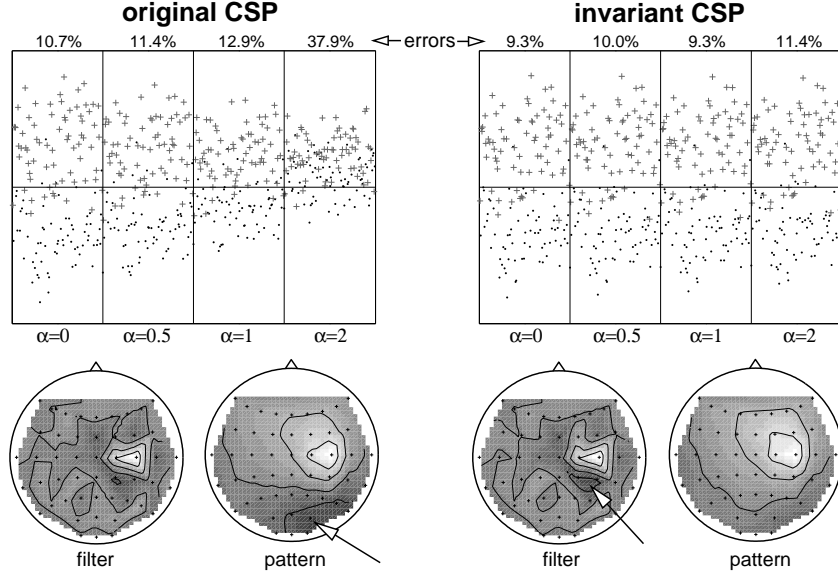 original CSP
invariant CSP
10.7% 11.4% 12.9% 37.9%
errors
9.3% 10.0% 9.3% 11.4%
α=0 α=0.5 α=1 α=2
α=0 α=0.5 α=1 α=2
filter pattern
filter pattern